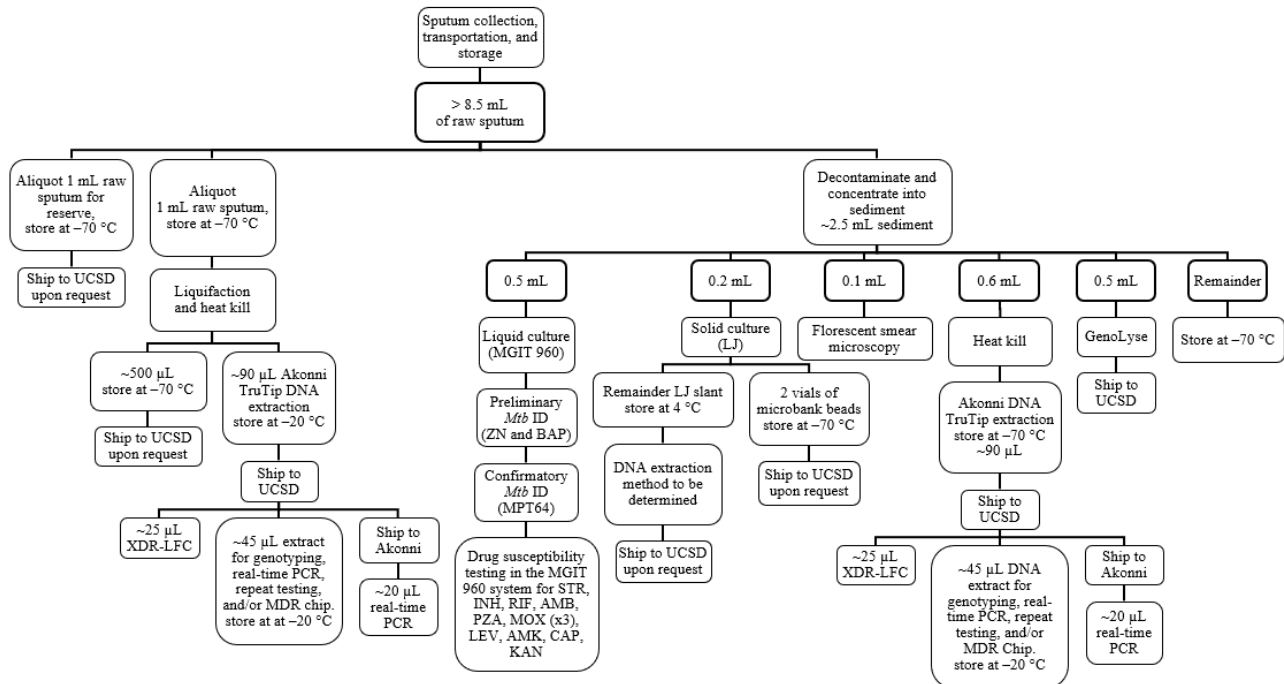 Sputum collection,
transportation, and
storage
> 8.5 mL
of raw sputum
Aliquot 1 mL raw
sputum for
reserve,
store at –70 °C
Ship to UCSD
upon request
Aliquot
1 mL raw sputum,
store at –70 °C
Liquifaction
and heat kill
~500 µL
store at –70 °C
Ship to UCSD
upon request
~90 µL Akonni
TruTip DNA
extraction
store at –20 °C
Ship to
UCSD
~25 µL
XDR-LFC
~45 µL extract
for genotyping,
real-time PCR,
repeat testing,
and/or MDR chip.
store at at –20 °C
Ship to
Akonni
~20 µL
real-time
PCR
Decontaminate and
concentrate into
sediment
~2.5 mL sediment
0.5 mL
Liquid culture
(MGIT 960)
Preliminary
Mtb ID
(ZN and BAP)
Confirmatory
Mtb ID
(MPT64)
Drug susceptibility
testing in the MGIT
960 system for STR,
INH, RIF, AMB,
PZA, MOX (x3),
LEV, AMK, CAP,
KAN
0.2 mL
Solid culture
(LJ)
Remainder LJ slant
store at 4 °C
DNA extraction
method to be
determined
Ship to UCSD
upon request
2 vials of
microbank beads
store at –70 °C
Ship to UCSD
upon request
0.1 mL
Florescent smear
microscopy
0.6 mL
Heat kill
Akonni DNA
TruTip extraction
store at –70 °C
~90 µL
Ship to
UCSD
~25 µL
XDR-LFC
~45 µL DNA
extract for
genotyping, real-
time PCR, repeat
testing, and/or
MDR Chip.
store at –20 °C
Ship to
Akonni
~20 µL
real-time
PCR
0.5 mL
GenoLyse
Ship to
UCSD
Remainder
Store at –70 °C